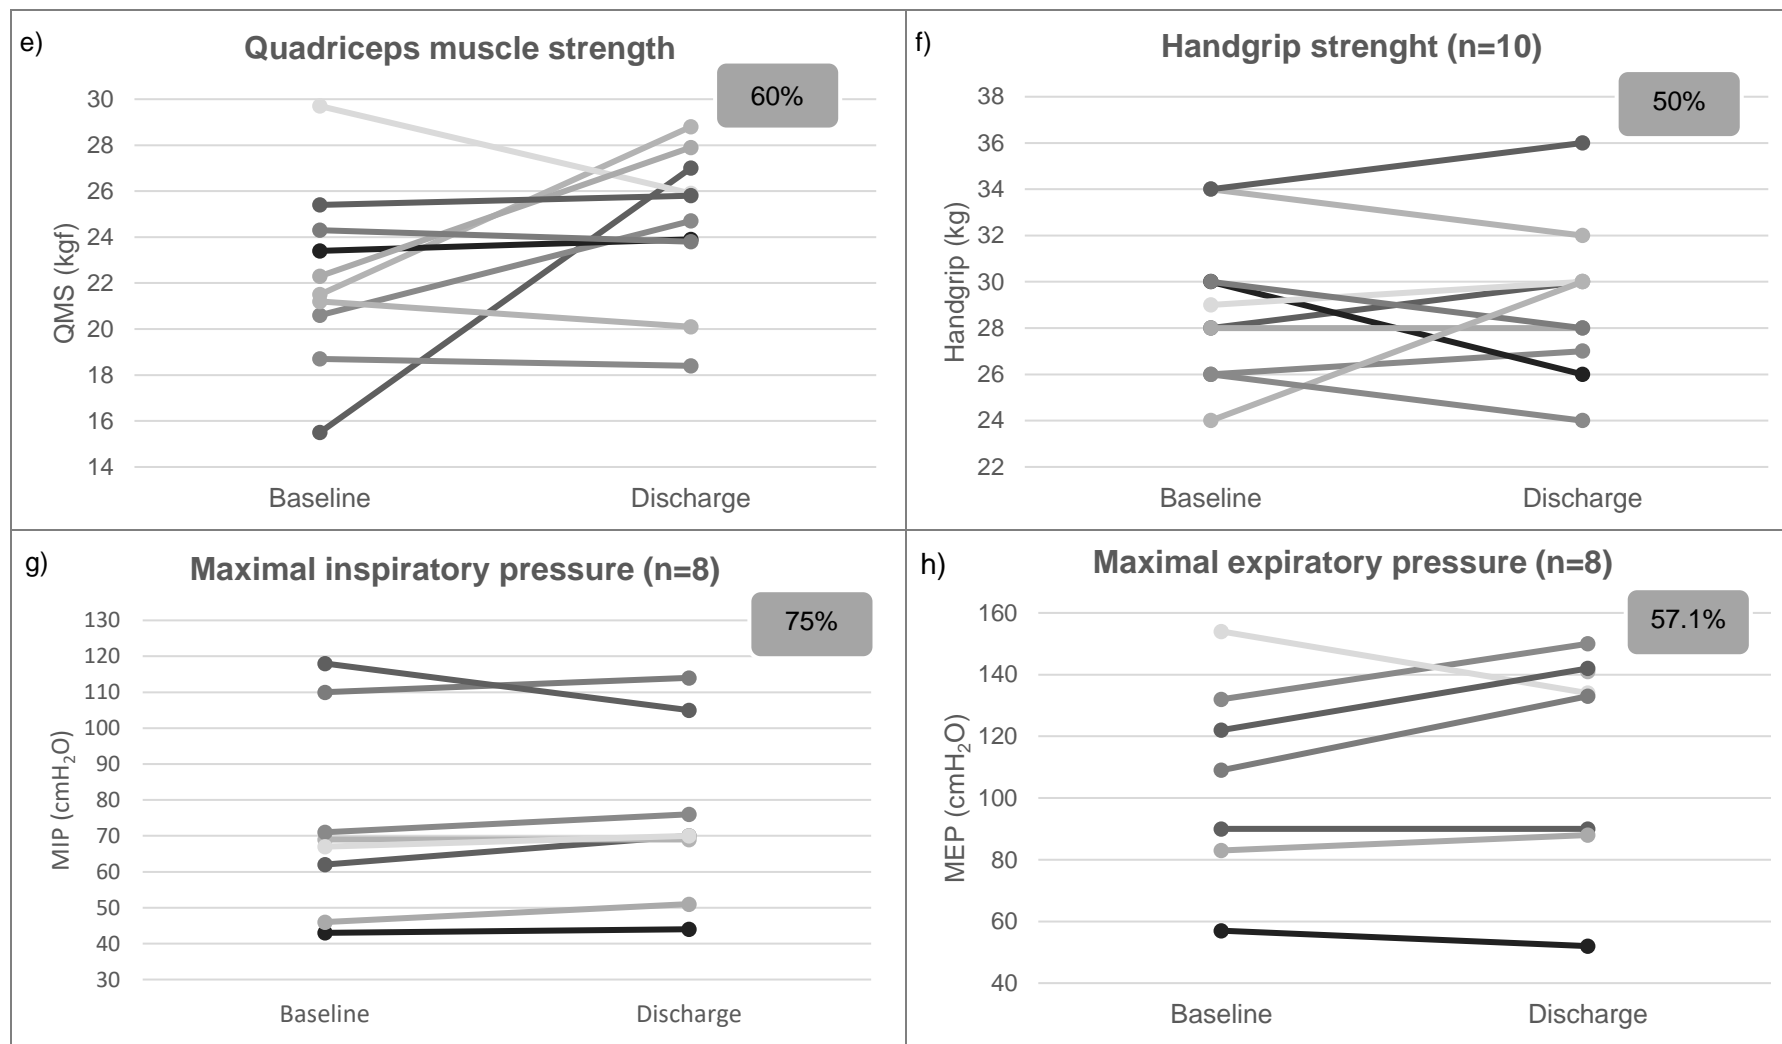 e)
Quadriceps muscle strength
60%
QMS (kgf)
30
28
26
24
22
20
18
16
14
Baseline
Discharge
f)
Handgrip strenght (n=10)
50%
Handgrip (kg)
38
36
34
32
30
28
26
24
22
Baseline
Discharge
g)
Maximal inspiratory pressure (n=8)
75%
MIP (cmH₂O)
130
120
110
100
90
80
70
60
50
40
30
Baseline
Discharge
h)
Maximal expiratory pressure (n=8)
57.1%
MEP (cmH₂O)
160
140
120
100
80
60
40
Baseline
Discharge